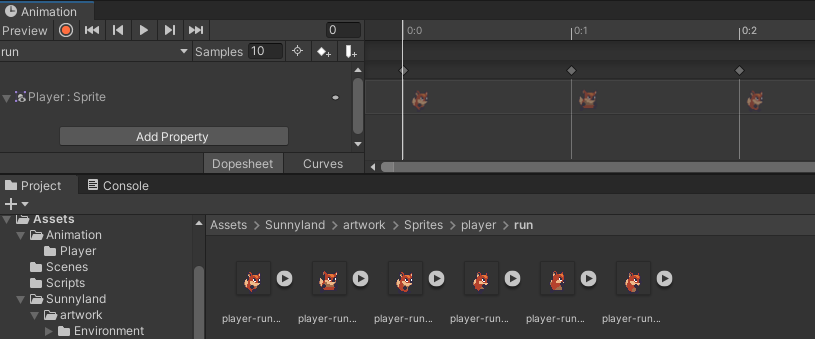 Animation
Preview 0 0:0 0:1 0:2
run Samples 10
Player : Sprite
Add Property
Dopesheet Curves
Project Console
Assets Assets > Sunnyland > artwork > Sprites > player > run
Animation
Player
Scenes
Scripts
Sunnyland
artwork player-run... player-run... player-run... player-run... player-run... player-run...
Environment